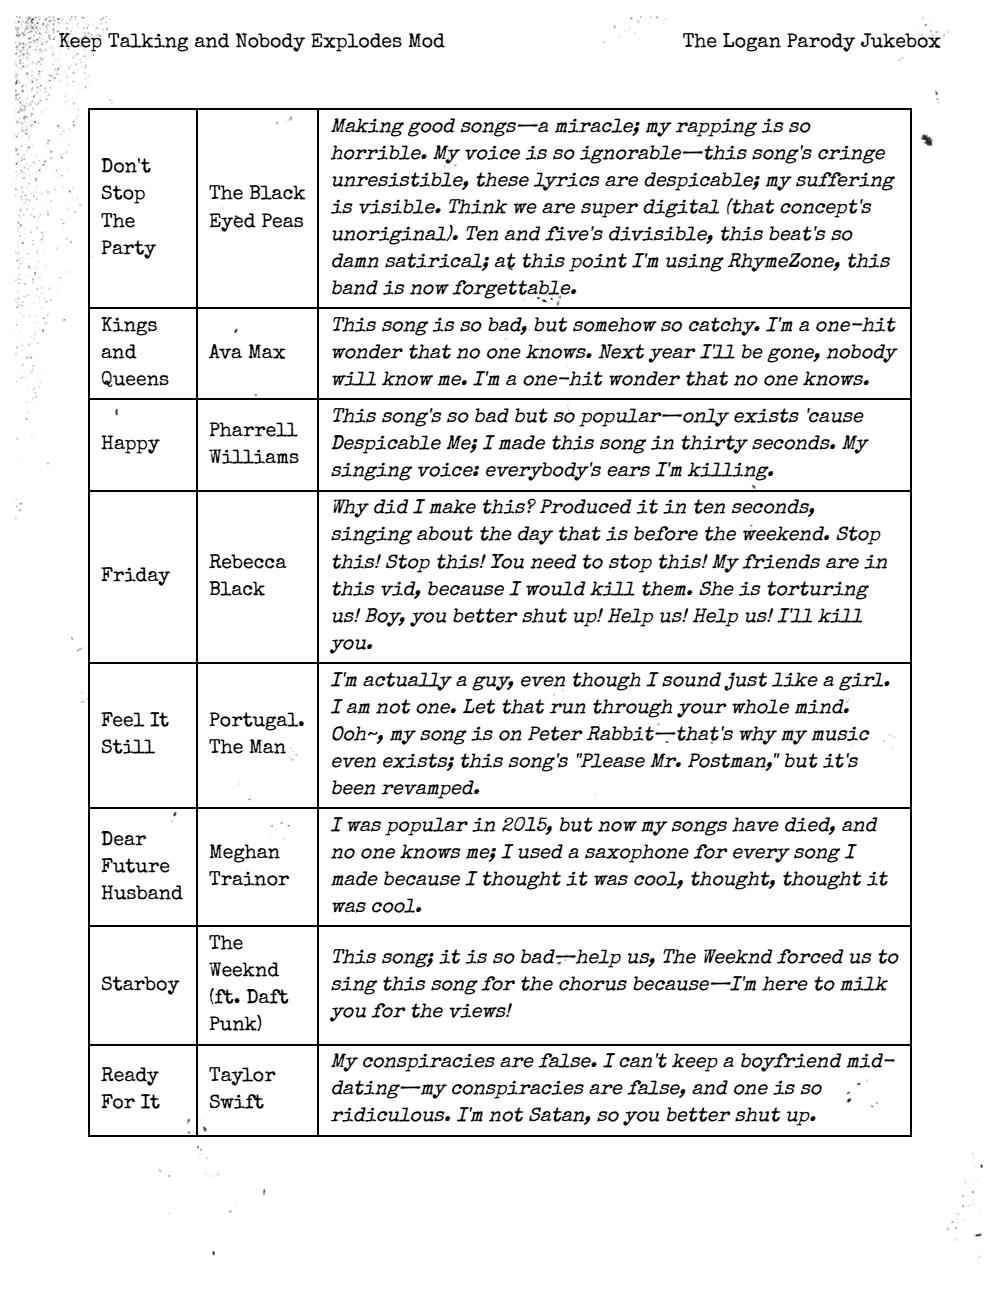 Keep Talking and Nobody Explodes Mod
The Logan Parody Jukebox
Don't
Stop
The
Party
The Black
Eyed Peas
Making good songs—a miracle; my rapping is so
horrible. My voice is so ignorable—this song's cringe
unresistible, these lyrics are despicable; my suffering
is visible. Think we are super digital (that concept's
unoriginal). Ten and five's divisible, this beat's so
damn satirical; at this point I'm using RhymeZone, this
band is now forgettable.
Kings
and
Queens
Ava Max
This song is so bad, but somehow so catchy. I'm a one-hit
wonder that no one knows. Next year I'll be gone, nobody
will know me. I'm a one-hit wonder that no one knows.
Happy
Pharrell
Williams
This song's so bad but so popular—only exists 'cause
Despicable Me; I made this song in thirty seconds. My
singing voice: everybody's ears I'm killing.
Friday
Rebecca
Black
Why did I make this? Produced it in ten seconds,
singing about the day that is before the weekend. Stop
this! Stop this! You need to stop this! My friends are in
this vid, because I would kill them. She is torturing
us! Boy, you better shut up! Help us! Help us! I'll kill
you.
Feel It
Still
Portugal.
The Man
I'm actually a guy, even though I sound just like a girl.
I am not one. Let that run through your whole mind.
Ooh~, my song is on Peter Rabbit—that's why my music
even exists; this song's "Please Mr. Postman," but it's
been revamped.
Dear
Future
Husband
Meghan
Trainor
I was popular in 2015, but now my songs have died, and
no one knows me; I used a saxophone for every song I
made because I thought it was cool, thought, thought it
was cool.
Starboy
The
Weeknd
(ft. Daft
Punk)
This song; it is so bad—help us, The Weeknd forced us to
sing this song for the chorus because—I'm here to milk
you for the views!
Ready
For It
Taylor
Swift
My conspiracies are false. I can't keep a boyfriend mid-
dating—my conspiracies are false, and one is so
ridiculous. I'm not Satan, so you better shut up.